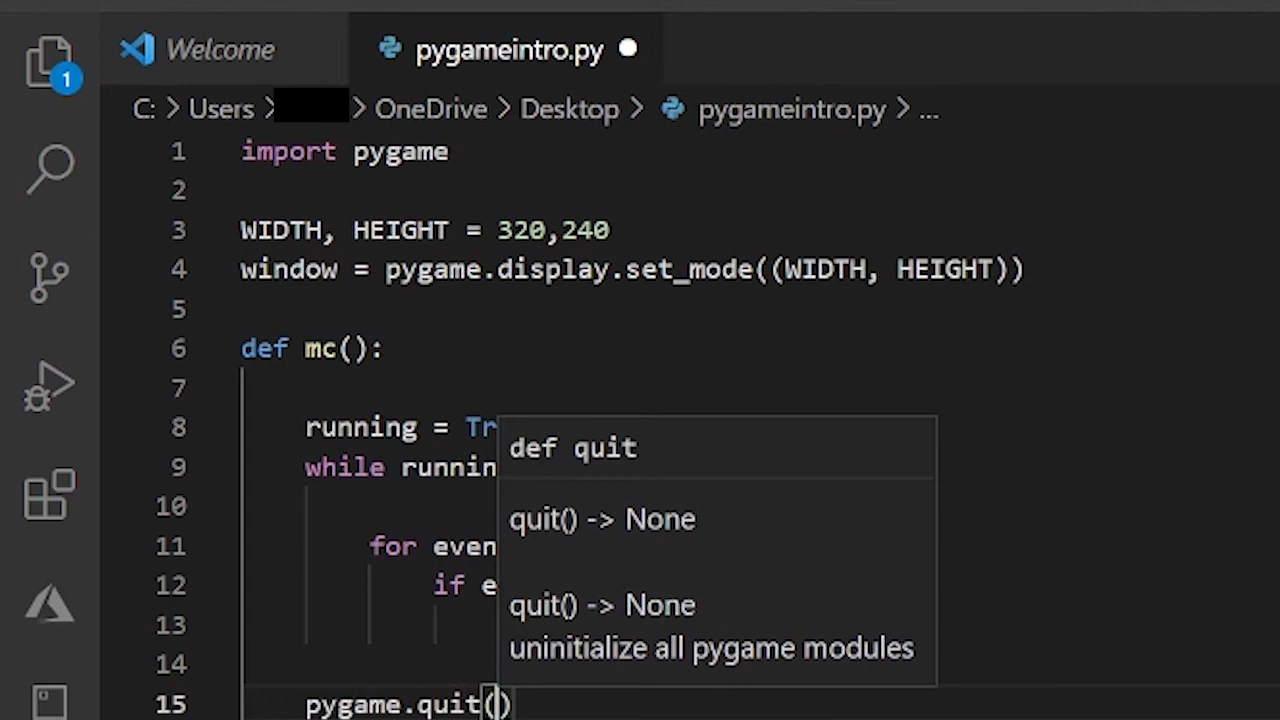 Welcome pygameintro.py
1
C: > Users > > OneDrive > Desktop > pygameintro.py > ...
1 import pygame
2
3 WIDTH, HEIGHT = 320,240
4 window = pygame.display.set_mode((WIDTH, HEIGHT))
5
6 def mc():
7
8 running = Tr
def quit
9 while runnin
10
quit() -> None
11 for even
12 if e
quit() -> None
13
uninitialize all pygame modules
14
15 pygame.quit()